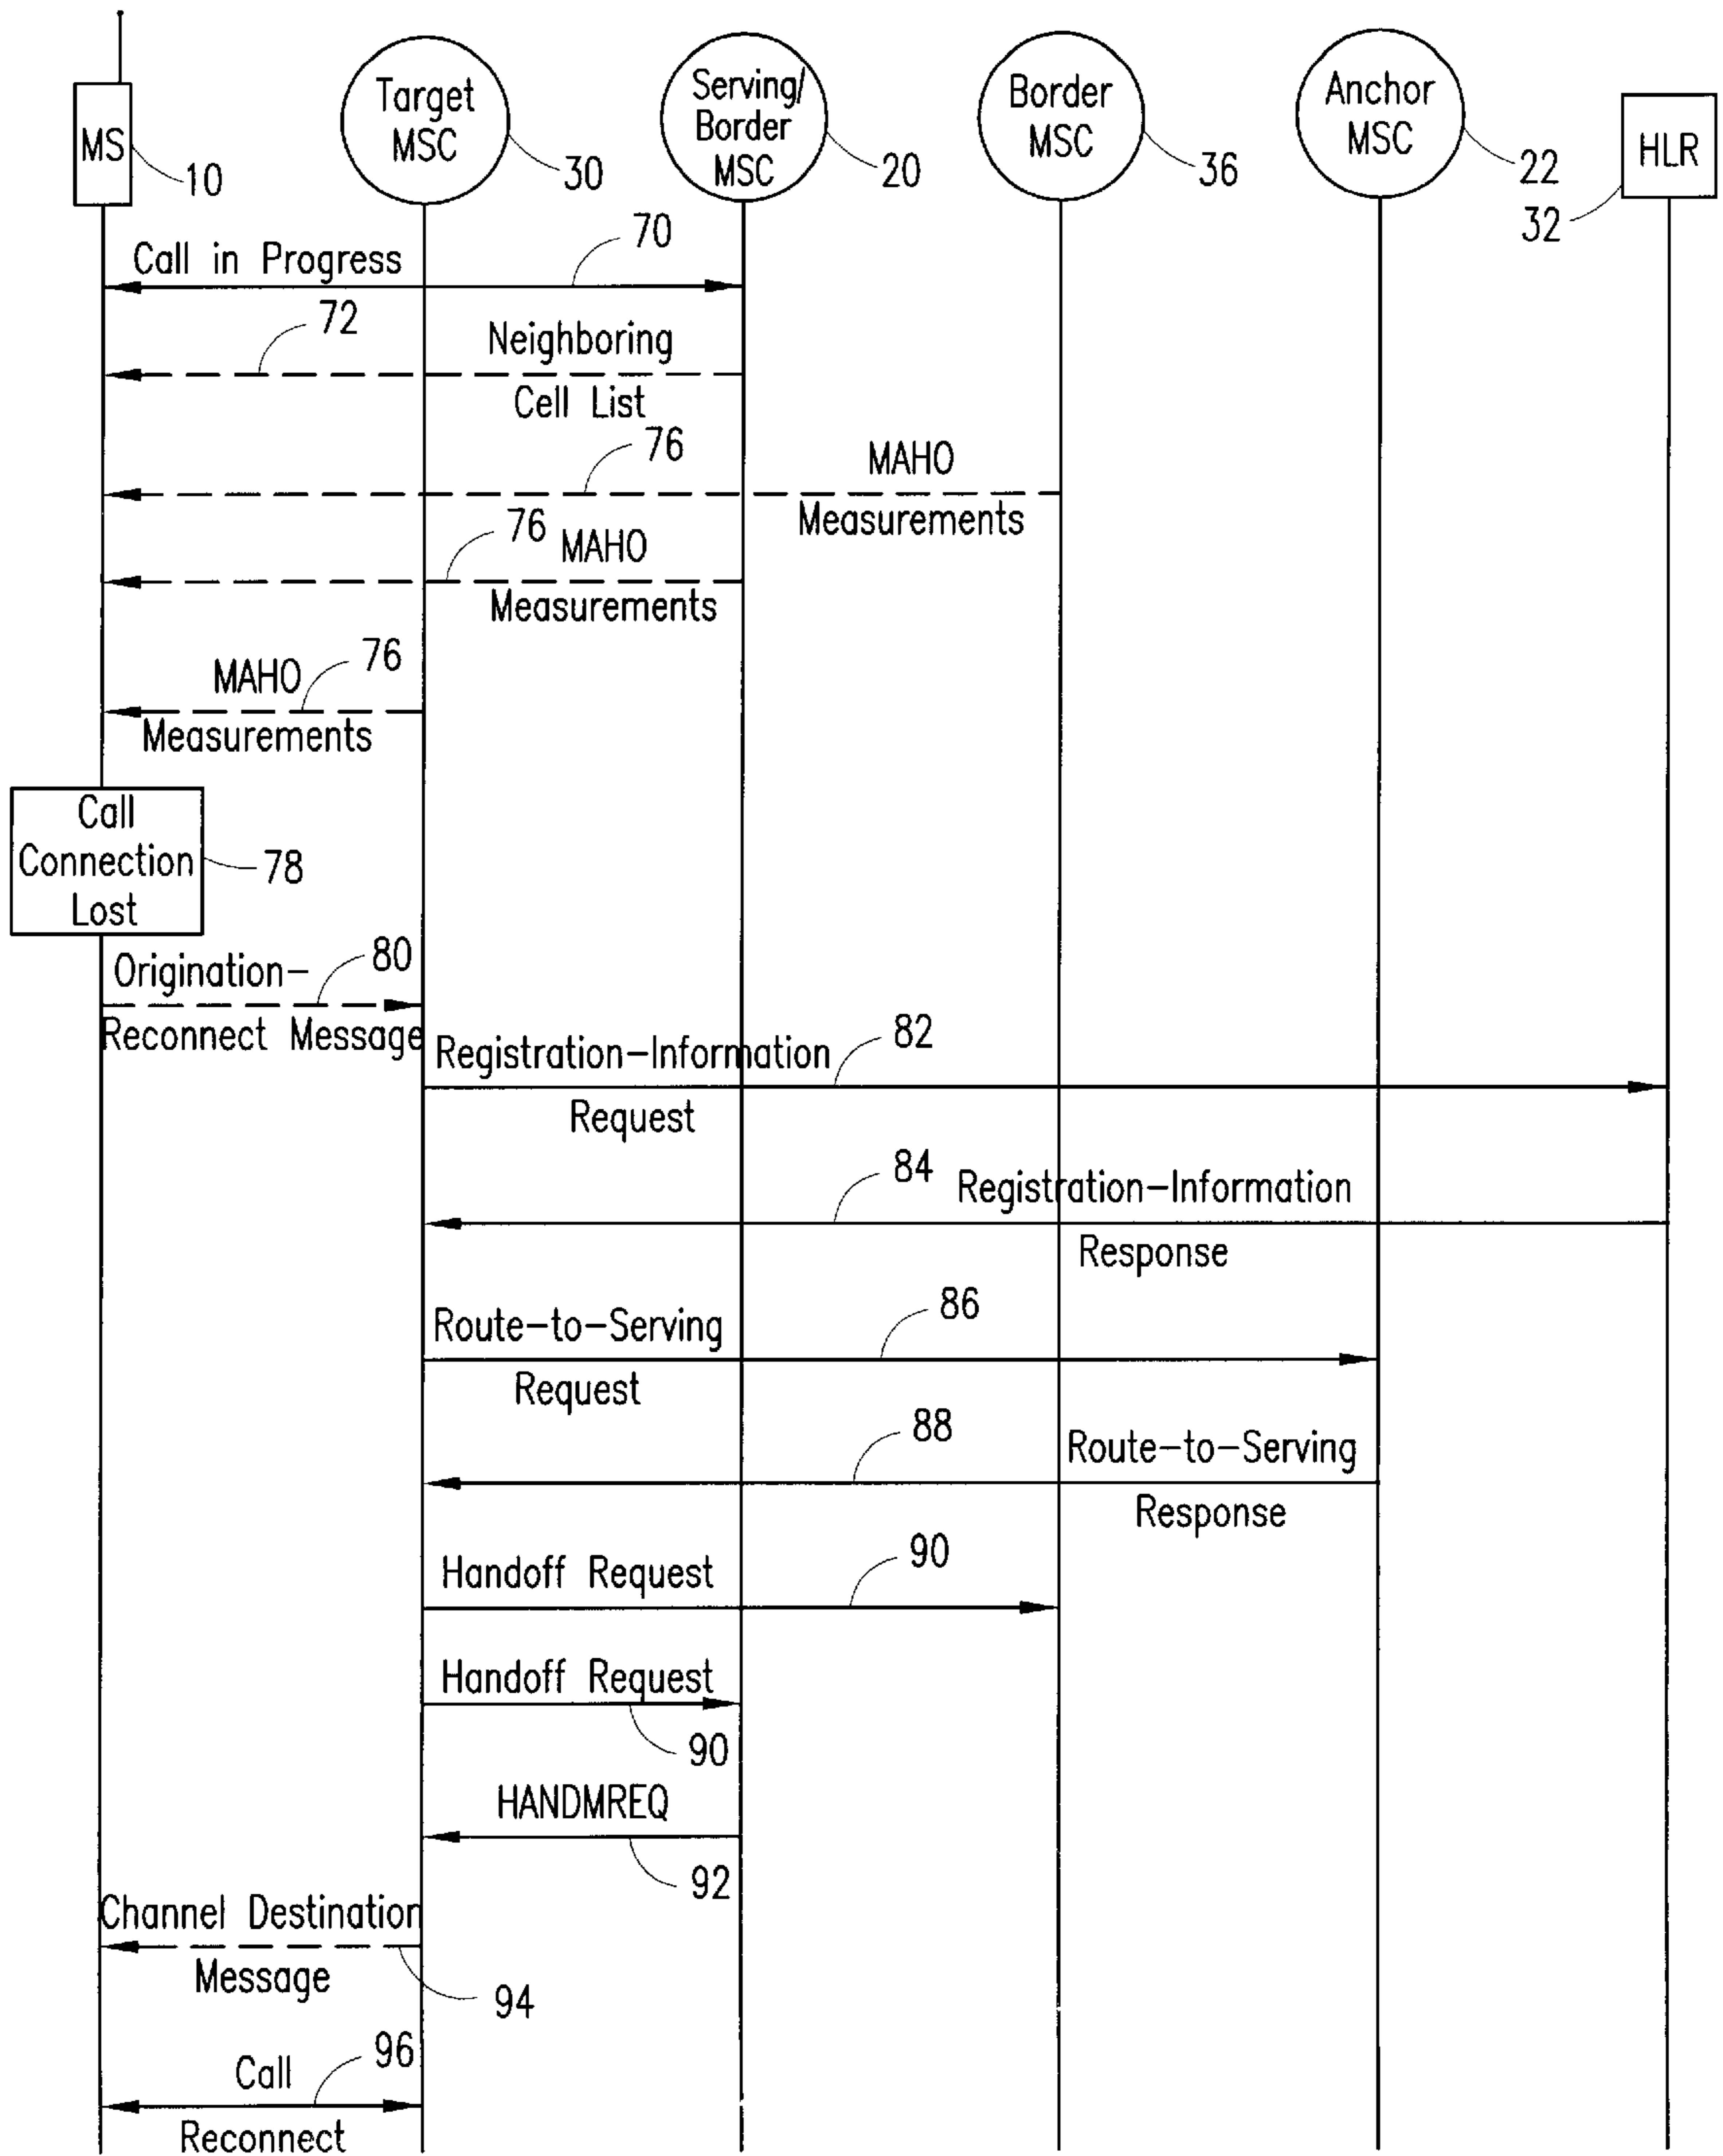 MS
10
Target
MSC
30
Serving/
Border
MSC
20
Border
MSC
36
Anchor
MSC
22
HLR
32
Call in Progress
70
72
Neighboring
Cell List
76
MAHO
Measurements
76
MAHO
Measurements
MAHO
76
Measurements
Call
Connection
Lost
78
Origination-
80
Reconnect Message
Registration-Information
82
Request
84
Registration-Information
Response
Route-to-Serving
86
Request
88
Route-to-Serving
Response
Handoff Request
90
Handoff Request
90
HANDMREQ
92
Channel Destination
Message
94
Call
96
Reconnect